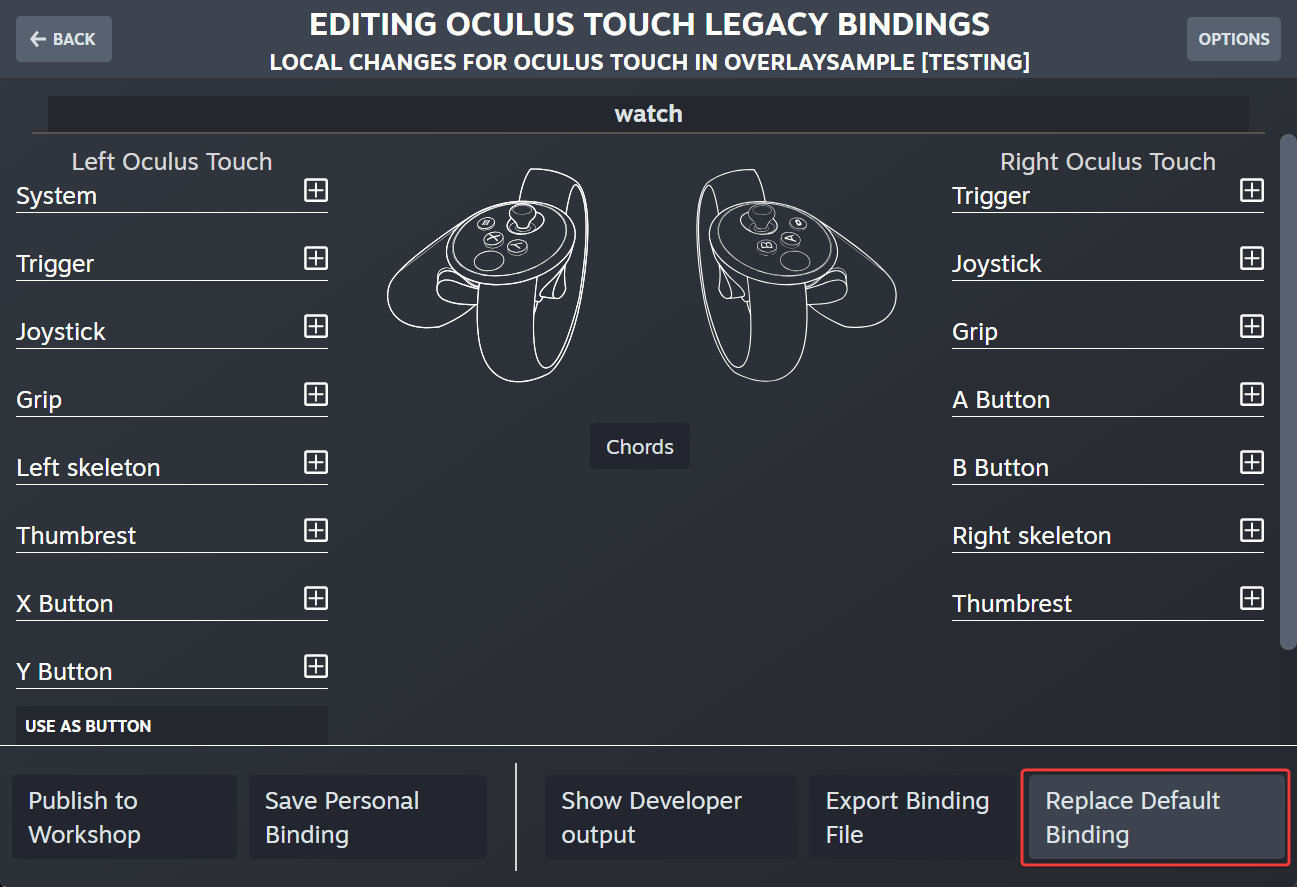 BACK
EDITING OCULUS TOUCH LEGACY BINDINGS
LOCAL CHANGES FOR OCULUS TOUCH IN OVERLAYSAMPLE [TESTING]
OPTIONS
watch
Left Oculus Touch
System
Trigger
Joystick
Grip
Left skeleton
Thumbrest
X Button
Y Button
USE AS BUTTON
X
Y
B
A
Chords
Right Oculus Touch
Trigger
Joystick
Grip
A Button
B Button
Right skeleton
Thumbrest
Publish to
Workshop
Save Personal
Binding
Show Developer
output
Export Binding
File
Replace Default
Binding